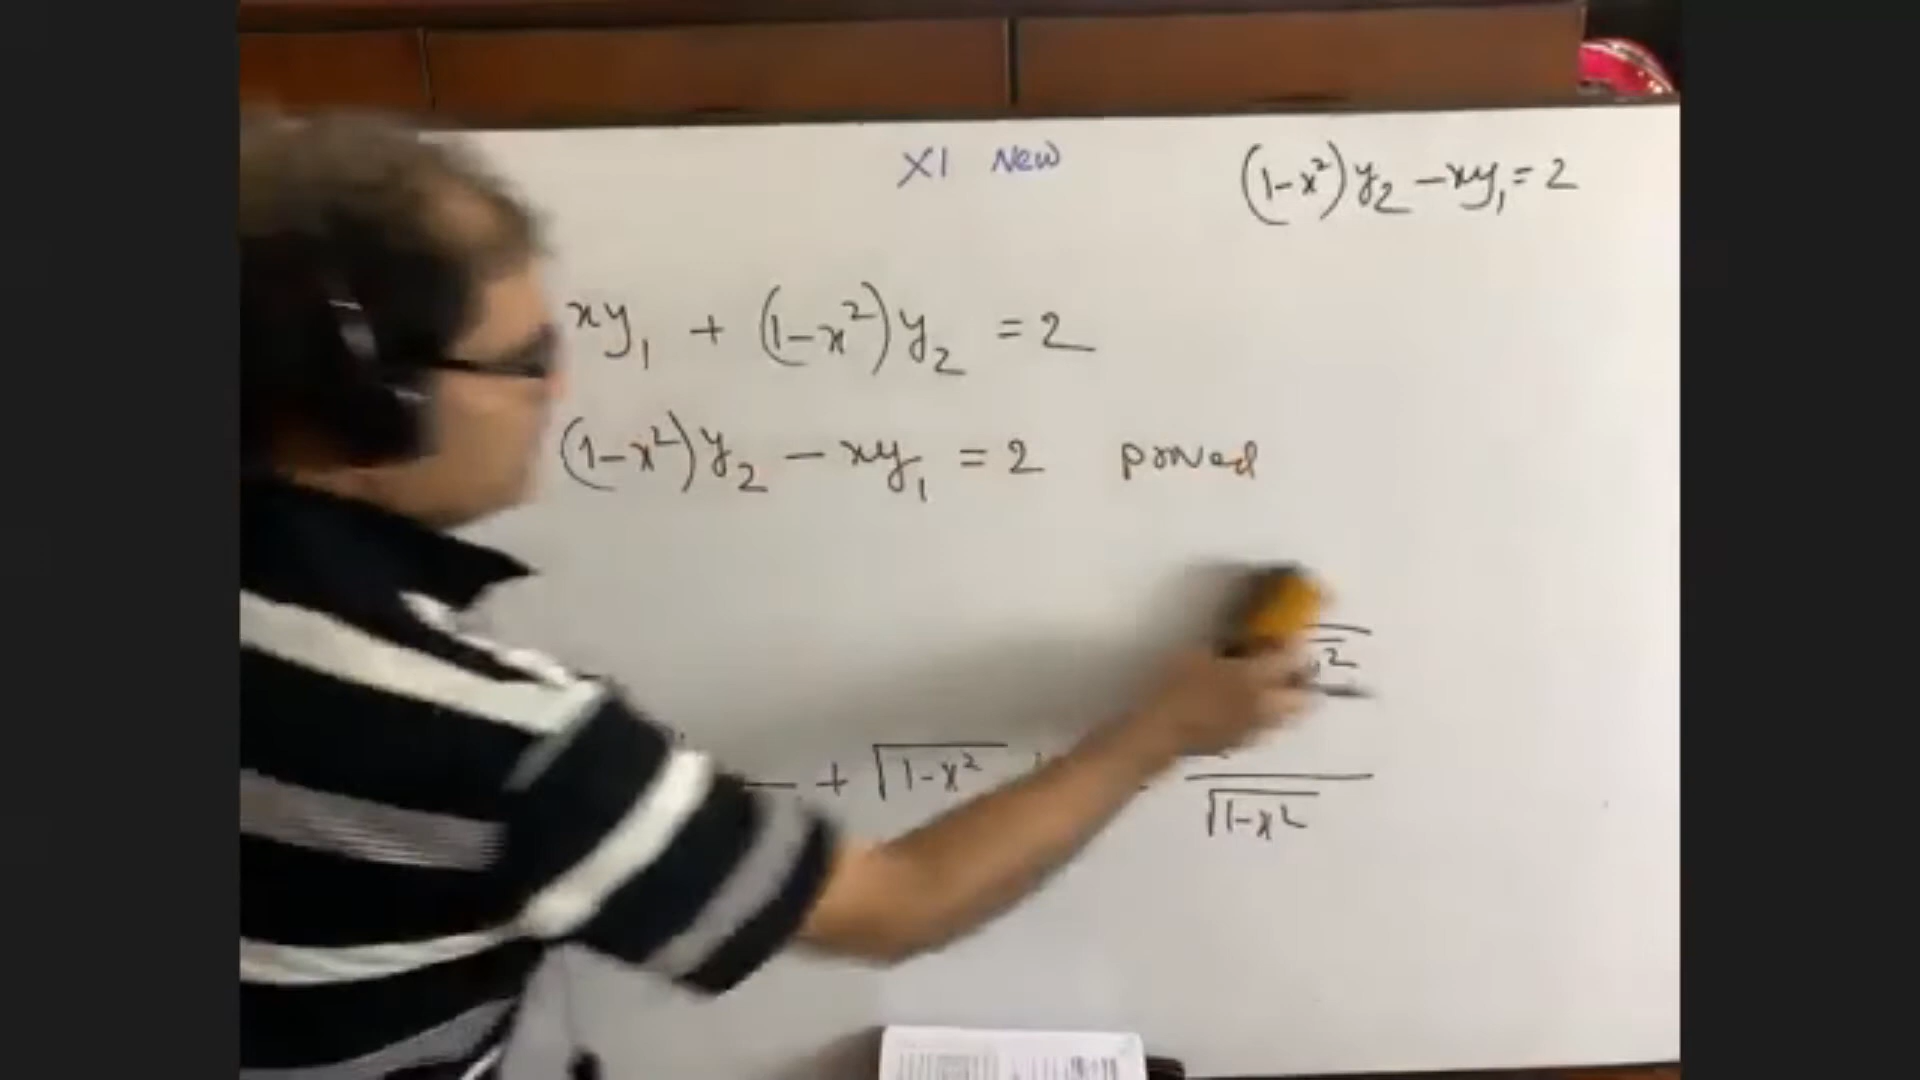 XI New
(1-x²)y₂ -xy₁=2
xy₁ + (1-x²)y₂ =2
(1-x²)y₂ - xy₁ =2 proved
+ √1-x²
√1-x²